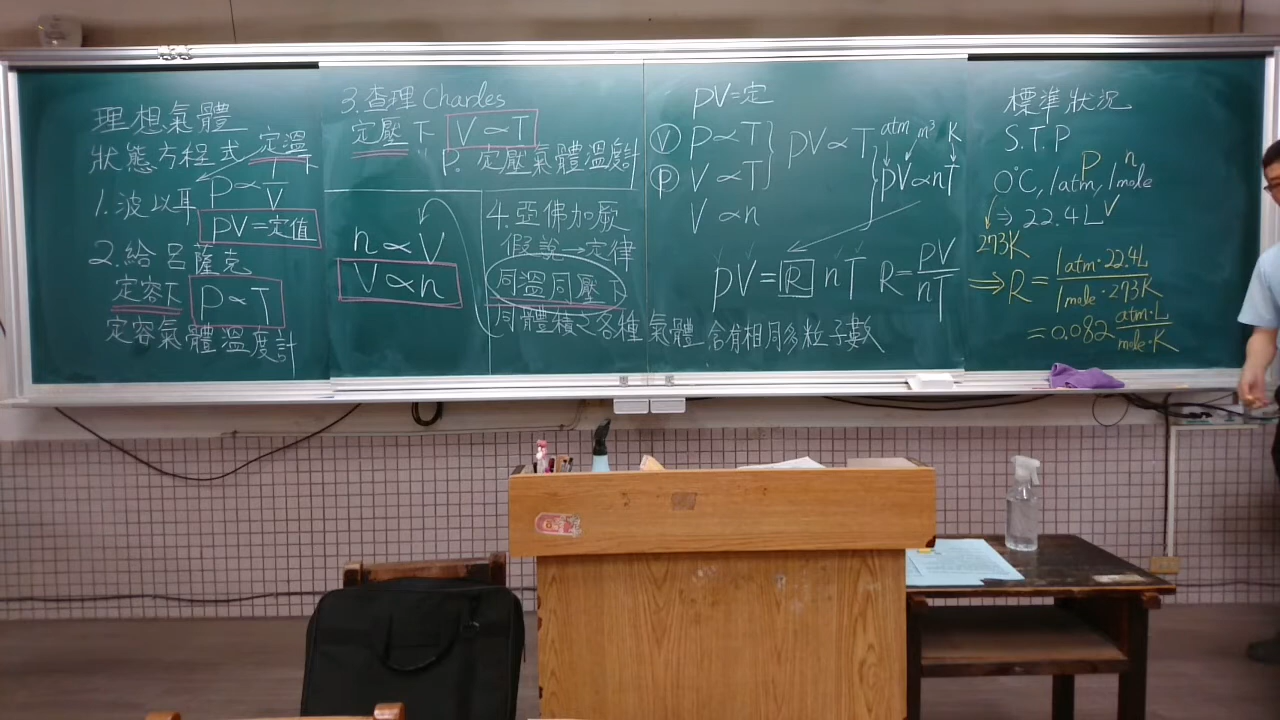 理想氣體
狀態方程式 定溫下
1.波以耳 P∝1/V
PV=定值
2.給呂薩克
定容下 P∝T
定容氣體溫度計
3.查理 Charles
定壓下 V∝T
P. 定壓氣體溫度計
n∝V
V∝n
4.亞佛加厥
假說→定律
同溫同壓下
同體積之各種氣體 含有相同多粒子數
PV=定
Ⓥ P∝T
Ⓟ V∝T
V∝n
PV∝T
atm m³ K
PV∝nT
PV=R nT R=PV/nT
標準狀況
S.T.P
P n
0°C, 1atm, 1mole
⇒22.4L V
273K
⇒R=1atm·22.4L/1mole·273K
=0.082 atm·L/mole·K